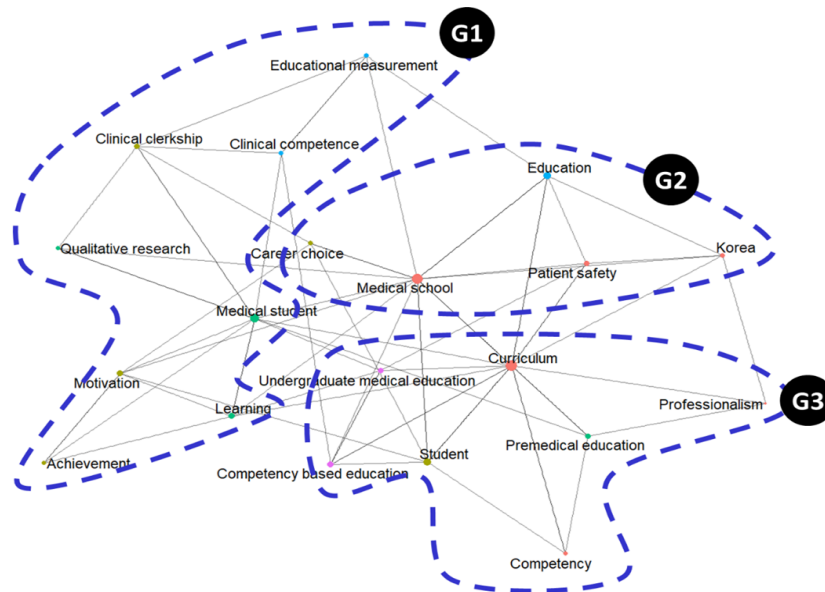 G1
Educational measurement
Clinical clerkship
Clinical competence
Education
G2
Qualitative research
Career choice
Korea
Patient safety
Medical school
Medical student
Curriculum
Motivation
Undergraduate medical education
Professionalism
G3
Learning
Premedical education
Achievement
Competency based education
Student
Competency